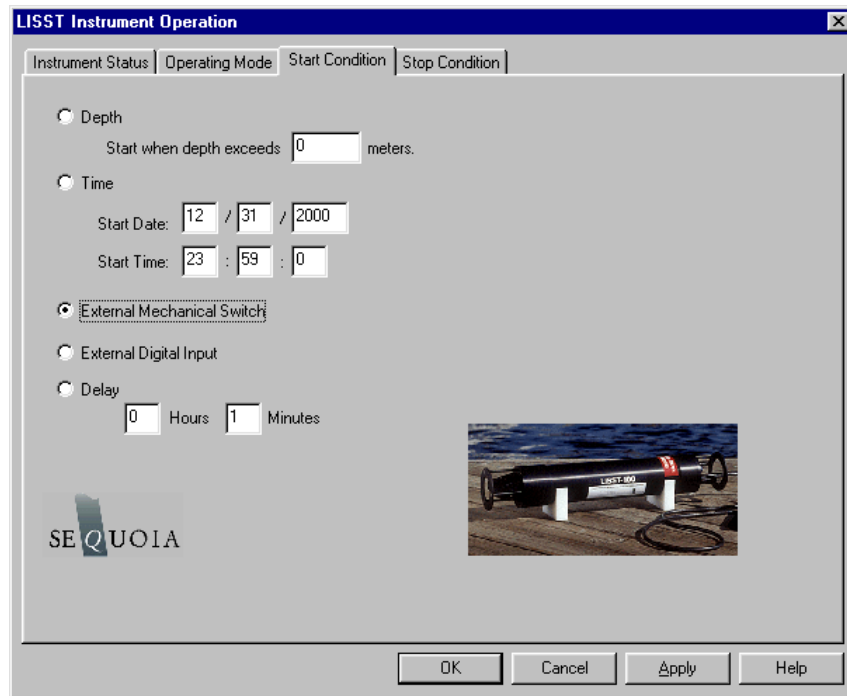 LISST Instrument Operation
Instrument Status Operating Mode Start Condition Stop Condition
Depth
Start when depth exceeds 0 meters.
Time
Start Date: 12 / 31 / 2000
Start Time: 23 : 59 : 0
External Mechanical Switch
External Digital Input
Delay
0 Hours 1 Minutes
LISST-100
SEQUOIA
OK Cancel Apply Help